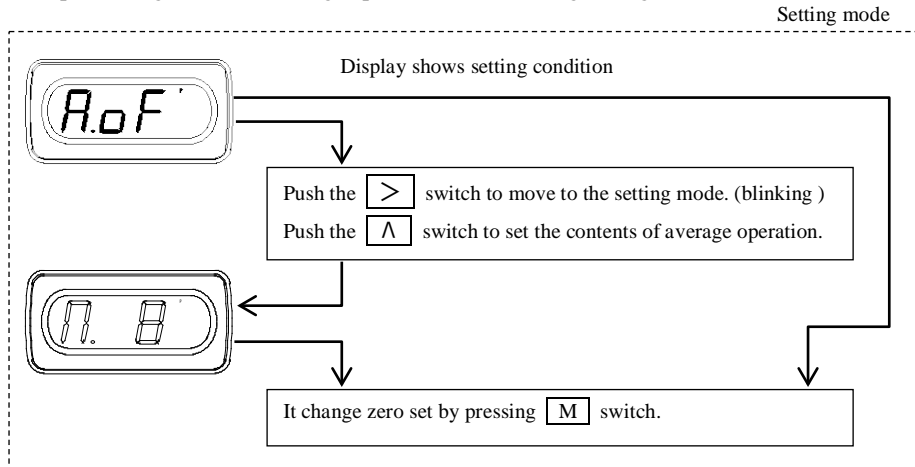 Setting mode
Display shows setting condition
A.oF
Push the > switch to move to the setting mode. (blinking )
Push the Λ switch to set the contents of average operation.
П. 8
It change zero set by pressing M switch.